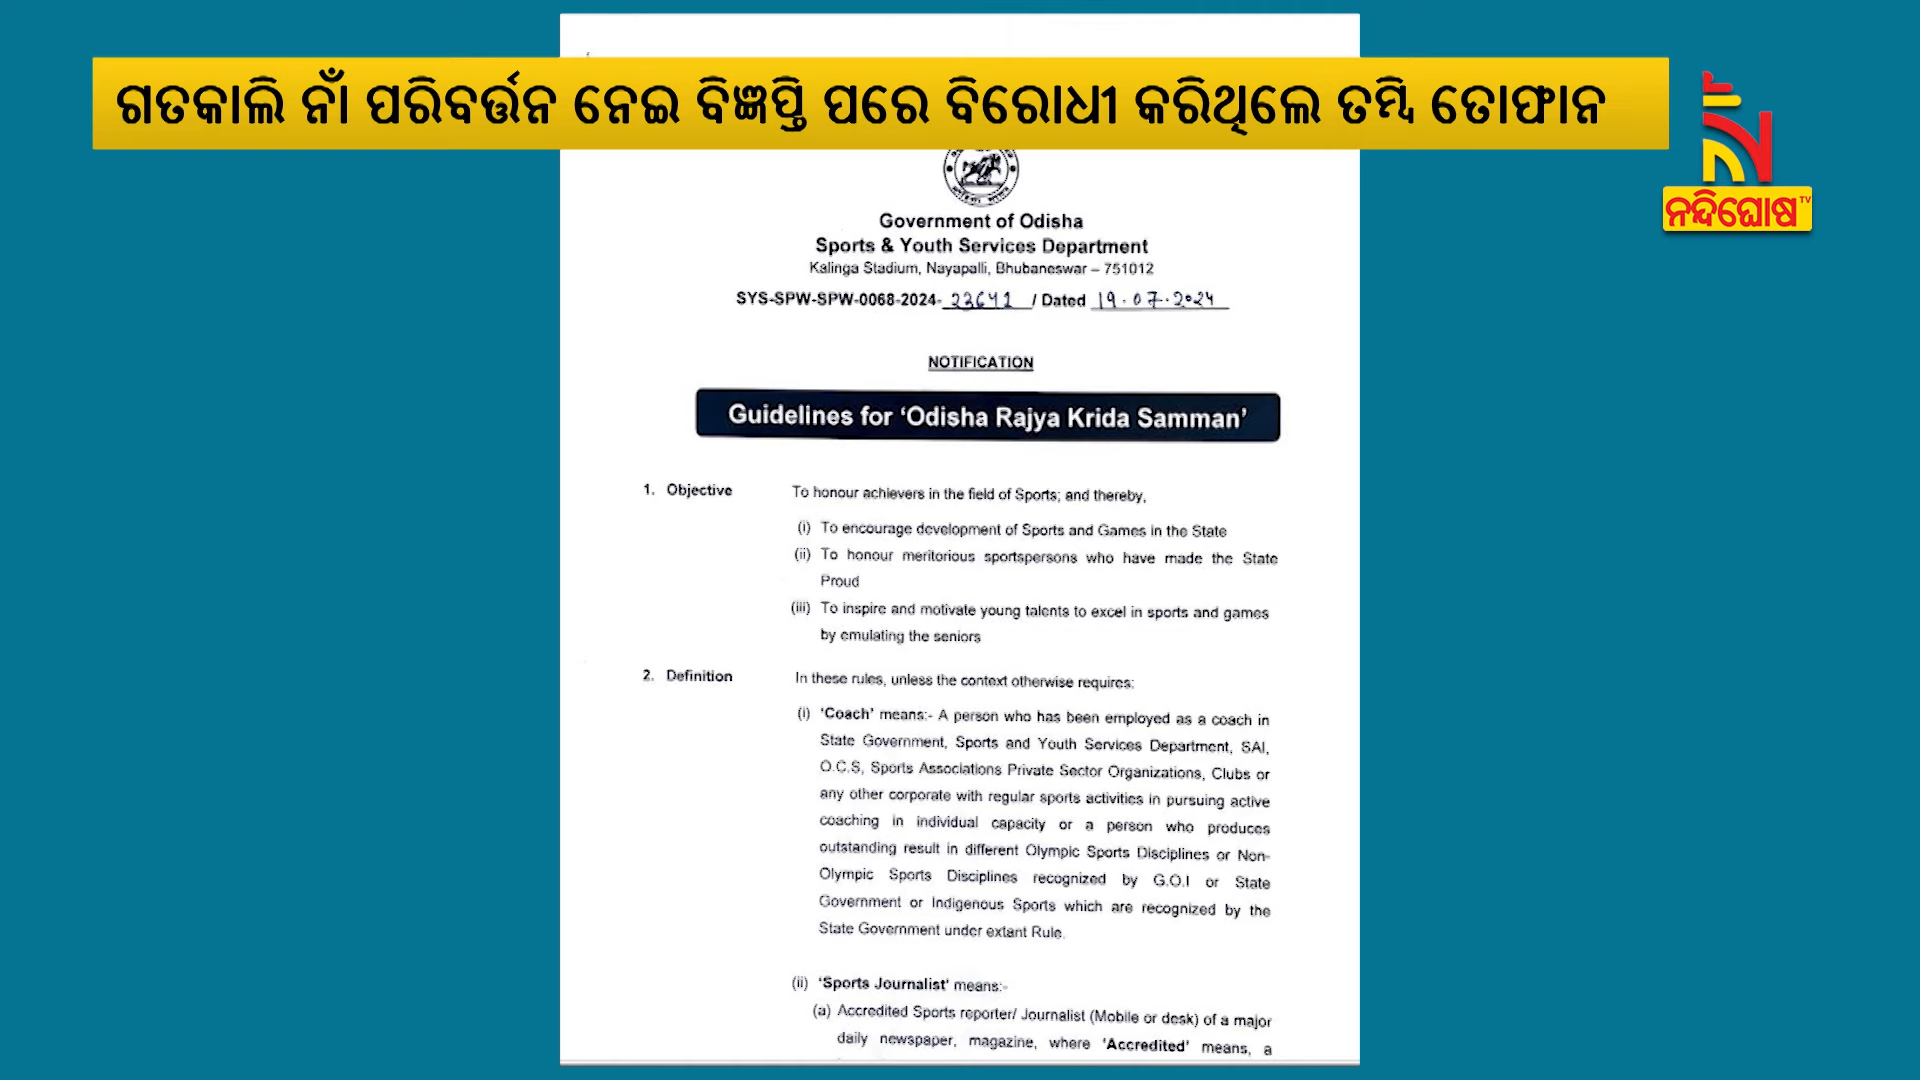 ଗତକାଲି ନାଁ ପରିବର୍ତ୍ତନ ନେଇ ବିଜ୍ଞପ୍ତି ପରେ ବିରୋଧୀ କରିଥିଲେ ତମ୍ବି ତୋଫାନ
ନନ୍ଦିଘୋଷ TV
Government of Odisha
Sports & Youth Services Department
Kalinga Stadium, Nayapalli, Bhubaneswar – 751012
SYS-SPW-SPW-0068-2024- 23641 / Dated 19.07.2024
NOTIFICATION
Guidelines for ‘Odisha Rajya Krida Samman’
1. Objective To honour achievers in the field of Sports; and thereby,
(i) To encourage development of Sports and Games in the State
(ii) To honour meritorious sportspersons who have made the State
Proud
(iii) To inspire and motivate young talents to excel in sports and games
by emulating the seniors
2. Definition In these rules, unless the context otherwise requires:
(i) ‘Coach’ means:- A person who has been employed as a coach in
State Government, Sports and Youth Services Department, SAI,
O.C.S, Sports Associations Private Sector Organizations, Clubs or
any other corporate with regular sports activities in pursuing active
coaching in individual capacity or a person who produces
outstanding result in different Olympic Sports Disciplines or Non-
Olympic Sports Disciplines recognized by G.O.I or State
Government or Indigenous Sports which are recognized by the
State Government under extant Rule.
(ii) ‘Sports Journalist’ means:-
(a) Accredited Sports reporter/ Journalist (Mobile or desk) of a major
daily newspaper, magazine, where ‘Accredited’ means, a